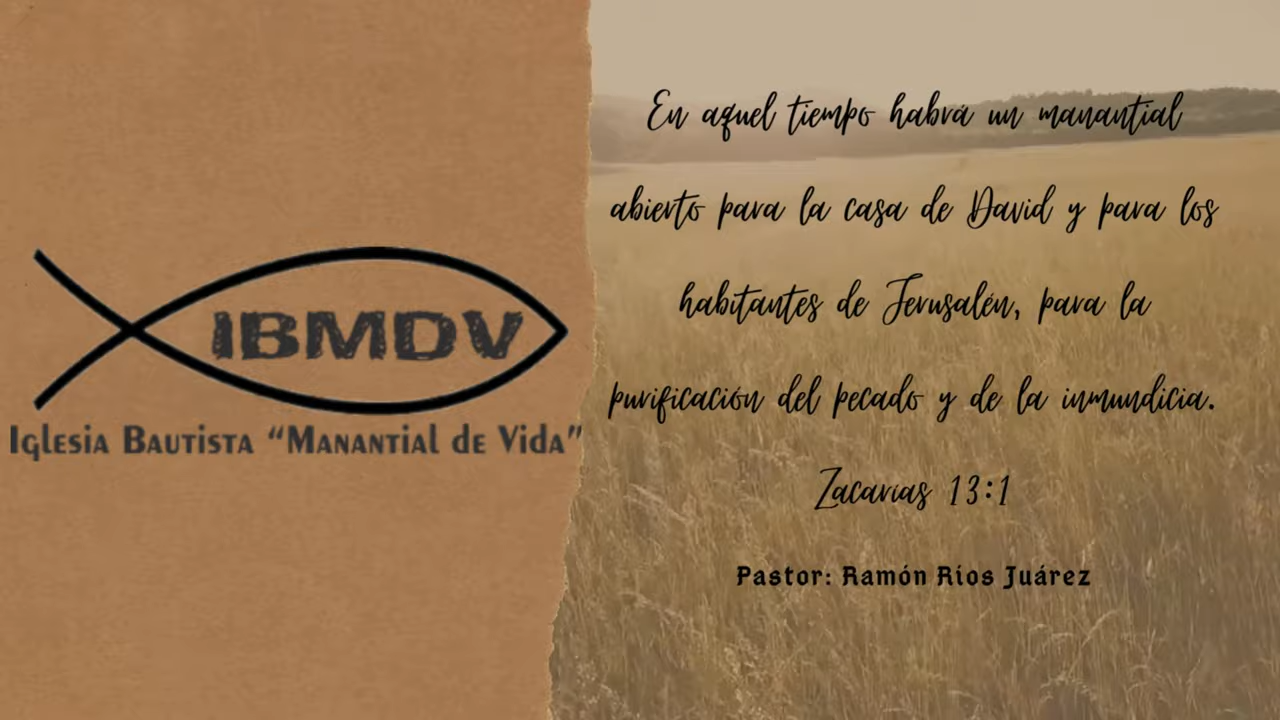 IBMDV
Iglesia Bautista “Manantial de Vida”
En aquel tiempo habrá un manantial
abierto para la casa de David y para los
habitantes de Jerusalén, para la
purificación del pecado y de la inmundicia.
Zacarías 13:1
Pastor: Ramón Ríos Juárez